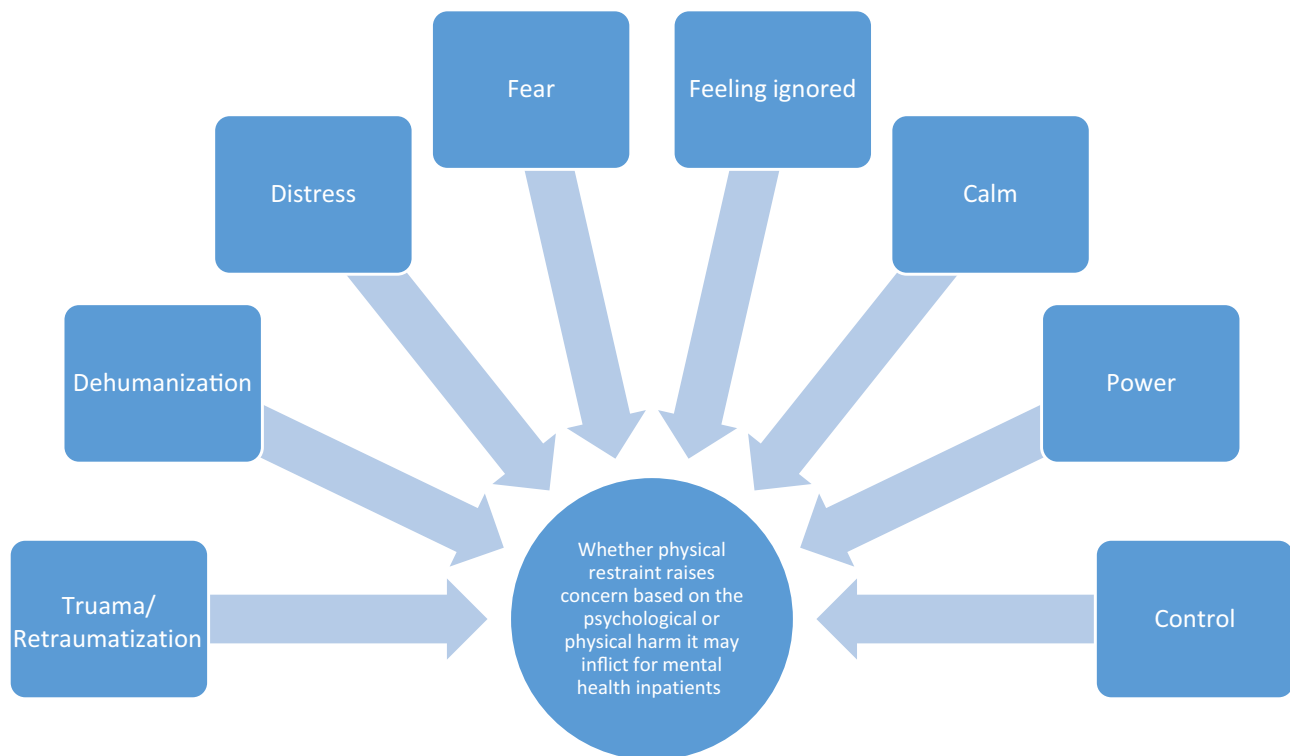 Fear
Feeling ignored
Distress
Calm
Dehumanization
Power
Truama/
Retraumatization
Whether physical
restraint raises
concern based on the
psychological or
physical harm it may
inflict for mental
health inpatients
Control